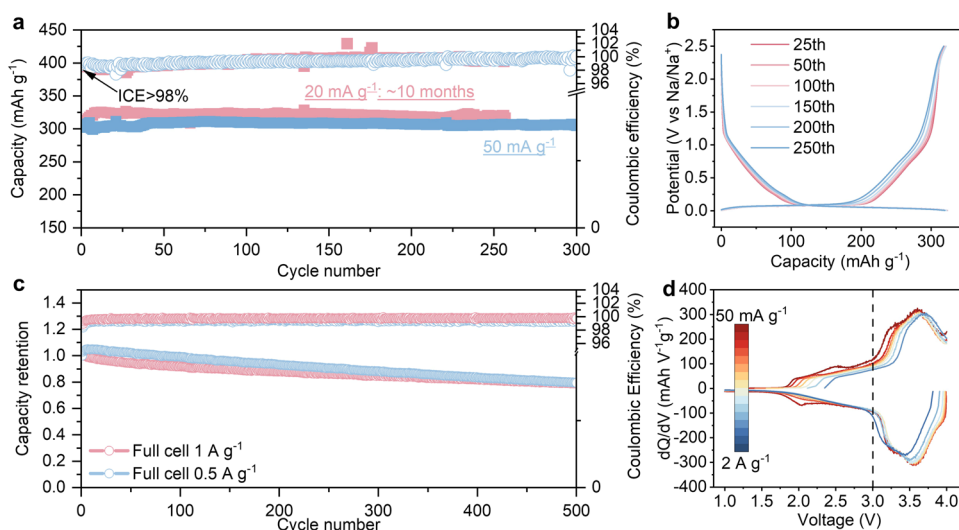 a
450
400
350
300
250
200
150
Capacity (mAh g-1)
0 50 100 150 200 250 300
Cycle number
104
102
100
98
96
0
Coulombic efficiency (%)
ICE>98%
20 mA g-1: ~10 months
50 mA g-1
b
2.5
2.0
1.5
1.0
0.5
0.0
Potential (V vs Na/Na+)
0 100 200 300
Capacity (mAh g-1)
25th
50th
100th
150th
200th
250th
c
1.4
1.2
1.0
0.8
0.6
0.4
0.2
0.0
Capacity retention
0 100 200 300 400 500
Cycle number
104
102
100
98
96
0
Coulombic Efficiency (%)
Full cell 1 A g-1
Full cell 0.5 A g-1
d
400
300
200
100
0
-100
-200
-300
-400
dQ/dV (mAh V-1g-1)
1.0 1.5 2.0 2.5 3.0 3.5 4.0
Voltage (V)
50 mA g-1
2 A g-1